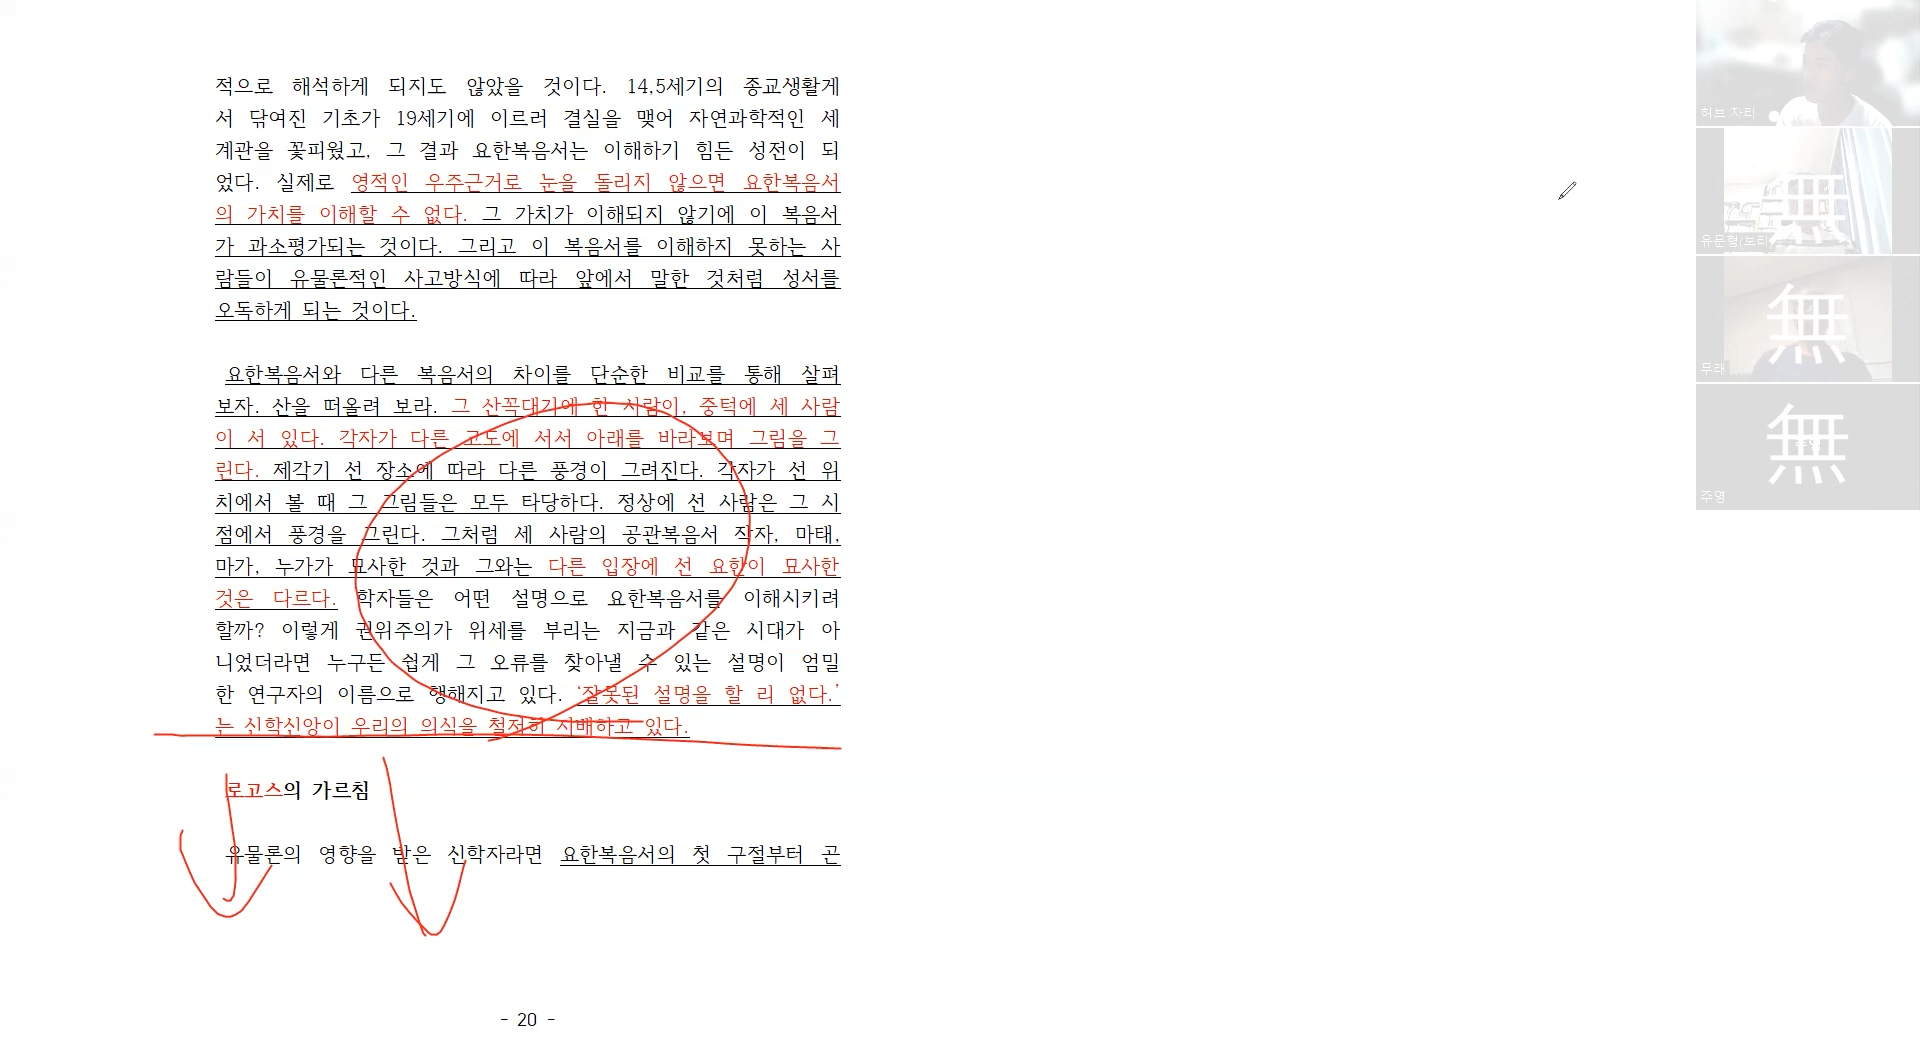 적으로 해석하게 되지도 않았을 것이다. 14,5세기의 종교생활게
서 닦여진 기초가 19세기에 이르러 결실을 맺어 자연과학적인 세
계관을 꽃피웠고, 그 결과 요한복음서는 이해하기 힘든 성전이 되
었다. 실제로 영적인 우주근거로 눈을 돌리지 않으면 요한복음서
의 가치를 이해할 수 없다. 그 가치가 이해되지 않기에 이 복음서
가 과소평가되는 것이다. 그리고 이 복음서를 이해하지 못하는 사
람들이 유물론적인 사고방식에 따라 앞에서 말한 것처럼 성서를
오독하게 되는 것이다.
요한복음서와 다른 복음서의 차이를 단순한 비교를 통해 살펴
보자. 산을 떠올려 보라. 그 산꼭대기에 한 사람이, 중턱에 세 사람
이 서 있다. 각자가 다른 고도에 서서 아래를 바라보며 그림을 그
린다. 제각기 선 장소에 따라 다른 풍경이 그려진다. 각자가 선 위
치에서 볼 때 그 그림들은 모두 타당하다. 정상에 선 사람은 그 시
점에서 풍경을 그린다. 그처럼 세 사람의 공관복음서 작자, 마태,
마가, 누가가 묘사한 것과 그와는 다른 입장에 선 요한이 묘사한
것은 다르다. 학자들은 어떤 설명으로 요한복음서를 이해시키려
할까? 이렇게 권위주의가 위세를 부리는 지금과 같은 시대가 아
니었더라면 누구든 쉽게 그 오류를 찾아낼 수 있는 설명이 엄밀
한 연구자의 이름으로 행해지고 있다. ‘잘못된 설명을 할 리 없다.’
는 신학신앙이 우리의 의식을 철저히 지배하고 있다.
로고스의 가르침
유물론의 영향을 받은 신학자라면 요한복음서의 첫 구절부터 곤
- 20 -
허브 자리
無
유문형(보리
無
무래
無
주영